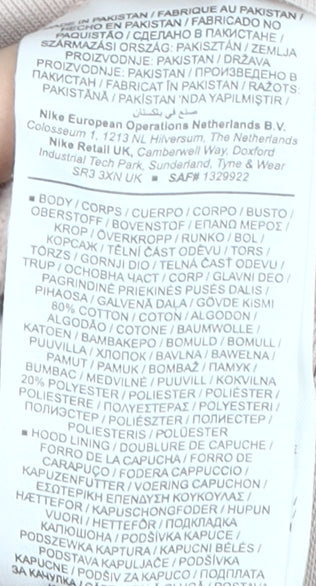 MADE IN PAKISTAN / FABRIQUE AU PAKISTAN /
HECHO EN PAKISTAN / FABRICADO NO
PAQUISTÃO / СДЕЛАНО В ПАКИСТАНЕ /
SZÁRMAZÁSI ORSZÁG: PAKISZTÁN / ZEMLJA
PROIZVODNJE: PAKISTAN / DRŽAVA
PROIZVODNJE: PAKISTAN / ПРОИЗВЕДЕНО В
ПАКИСТАН / FABRICAT ÎN PAKISTAN / RAŽOTS:
PAKISTĀNĀ / PAKISTAN 'NDA YAPILMIŞTIR /
صنع في باكستان
Nike European Operations Netherlands B.V.
Colosseum 1, 1213 NL Hilversum, The Netherlands
Nike Retail UK, Camberwell Way, Doxford
Industrial Tech Park, Sunderland, Tyne & Wear
SR3 3XN UK ▪ SAF# 1329922
▪ BODY / CORPS / CUERPO / CORPO / BUSTO /
OBERSTOFF / BOVENSTOF / ΕΠΑΝΩ ΜΕΡΟΣ /
KROP / ÖVERKROPP / RUNKO / BOL /
КОРСАЖ / TĚLNÍ ČÁST ODĚVU / TORS /
TÖRZS / GORNJI DIO / TELNÁ ČASŤ ODEVU /
TRUP / ОСНОВНА ЧАСТ / CORP / GLAVNI DEO /
PAGRINDINĖ PRIEKINĖS PUSĖS DALIS /
PIHAOSA / GALVENĀ DAĻA / GÖVDE KISMI
80% COTTON / COTON / ALGODON /
ALGODÃO / COTONE / BAUMWOLLE /
KATOEN / ΒΑΜΒΑΚΕΡΟ / BOMULD / BOMULL /
PUUVILLA / ХЛОПОК / BAVLNA / BAWEŁNA /
PAMUT / PAMUK / BOMBAŽ / ПАМУК /
BUMBAC / MEDVILNĖ / PUUVILL / KOKVILNA
20% POLYESTER / POLIESTER / POLIÉSTER /
POLIESTERE / ΠΟΛΥΕΣΤΕΡΑΣ / POLYESTERI /
ПОЛИЭСТЕР / POLIÉSZTER / ПОЛИЕСТЕР /
POLIESTERIS / POLÜESTER
▪ HOOD LINING / DOUBLURE DE CAPUCHE /
FORRO DE LA CAPUCHA / FORRO DE
CARAPUÇO / FODERA CAPPUCCIO /
KAPUZENFUTTER / VOERING CAPUCHON /
ΕΣΩΤΕΡΙΚΗ ΕΠΕΝΔΥΣΗ ΚΟΥΚΟΥΛΑΣ /
HÆTTEFOR / KAPUSCHONGFODER / HUPUN
VUORI / HETTEFÔR / ПОДКЛАДКА
КАПЮШОНА / PODŠÍVKA KAPUCE /
PODSZEWKA KAPTURA / KAPUCNI BÉLÉS /
PODSTAVA KAPULJAČE / PODŠÍVKA
KAPUCNE / PODŠIV ZA KAPUCO / ПОДПЛАТА
ЗА КАЧУЛКА /